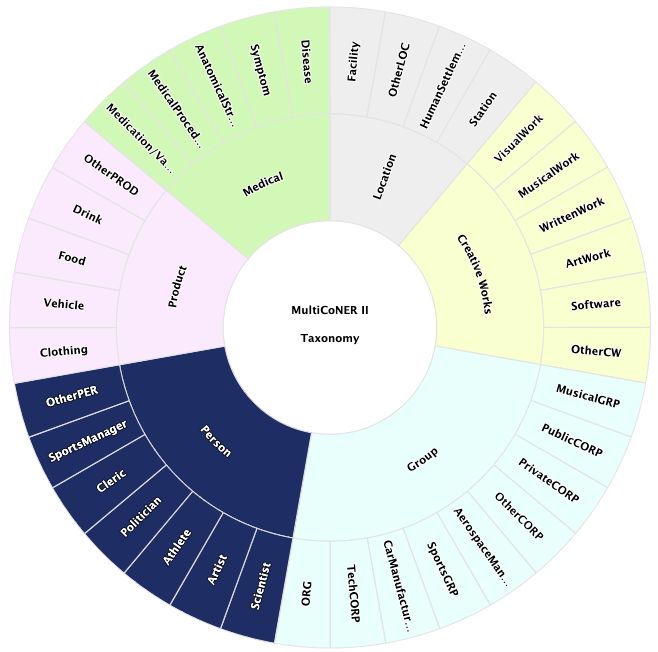 MultiCoNER II
Taxonomy
Location
Facility
OtherLOC
HumanSettlem...
Station
Creative Works
VisualWork
MusicalWork
WrittenWork
ArtWork
Software
OtherCW
Group
MusicalGRP
PublicCORP
PrivateCORP
OtherCORP
AerospaceMan...
SportsGRP
CarManufactur...
TechCORP
ORG
Person
Scientist
Artist
Athlete
Politician
Cleric
SportsManager
OtherPER
Product
Clothing
Vehicle
Food
Drink
OtherPROD
Medical
Medication/Va...
MedicalProced...
AnatomicalStr...
Symptom
Disease